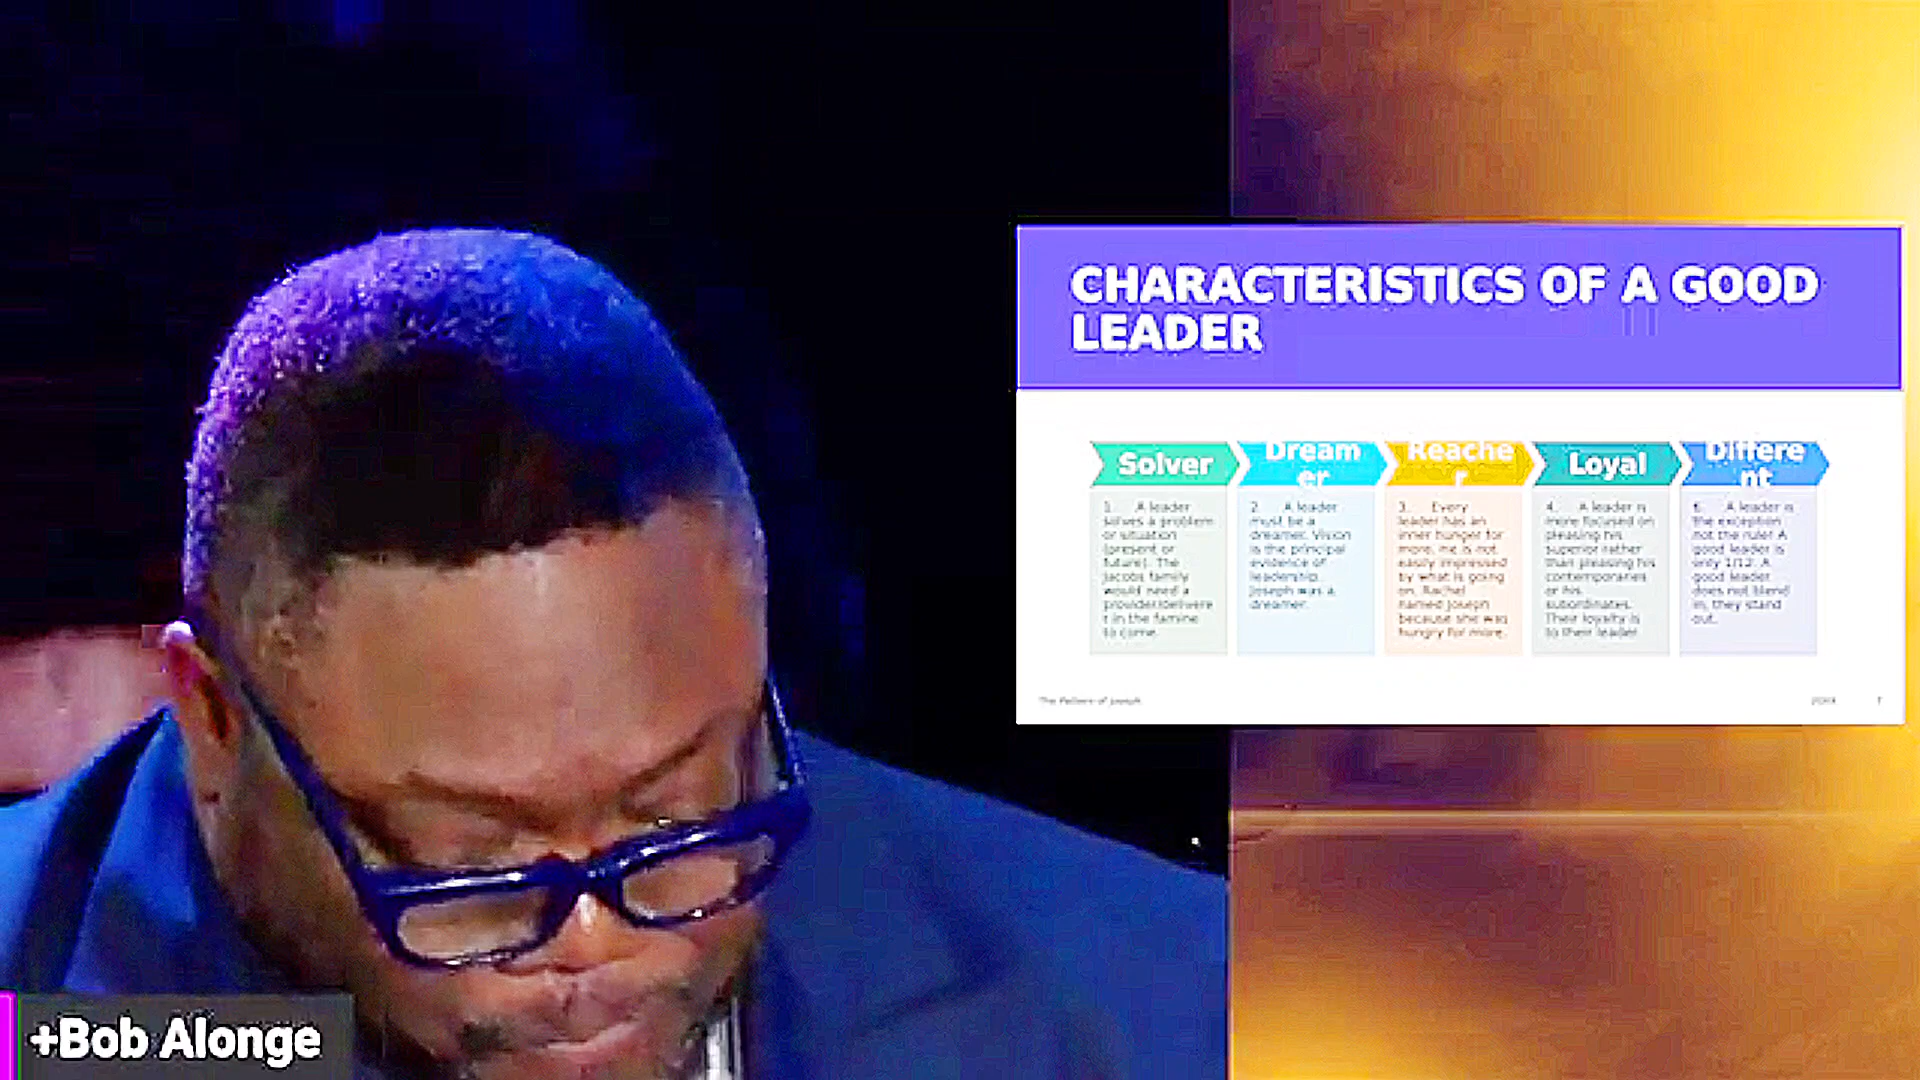 CHARACTERISTICS OF A GOOD
LEADER
Solver
Dream
er
Reache
r
Loyal
Differe
nt
1. A leader
solves a problem
or situation
(present or
future). The
Jacobs family
would need a
provider/delivere
r in the famine
to come.
2. A leader
must be a
dreamer. Vision
is the principal
evidence of
leadership.
Joseph was a
dreamer.
3. Every
leader has an
inner hunger for
more, he is not
easily impressed
by what is going
on. Rachel
named Joseph
because she was
hungry for more.
4. A leader is
more focused on
pleasing his
superior rather
than pleasing his
contemporaries
or his
subordinates.
Their loyalty is
to their leader
A leader is
the exception
not the rule! A
good leader is
only 1/12. A
good leader
does not blend
in, they stand
out.
The Pattern of Joseph
7
+Bob Alonge